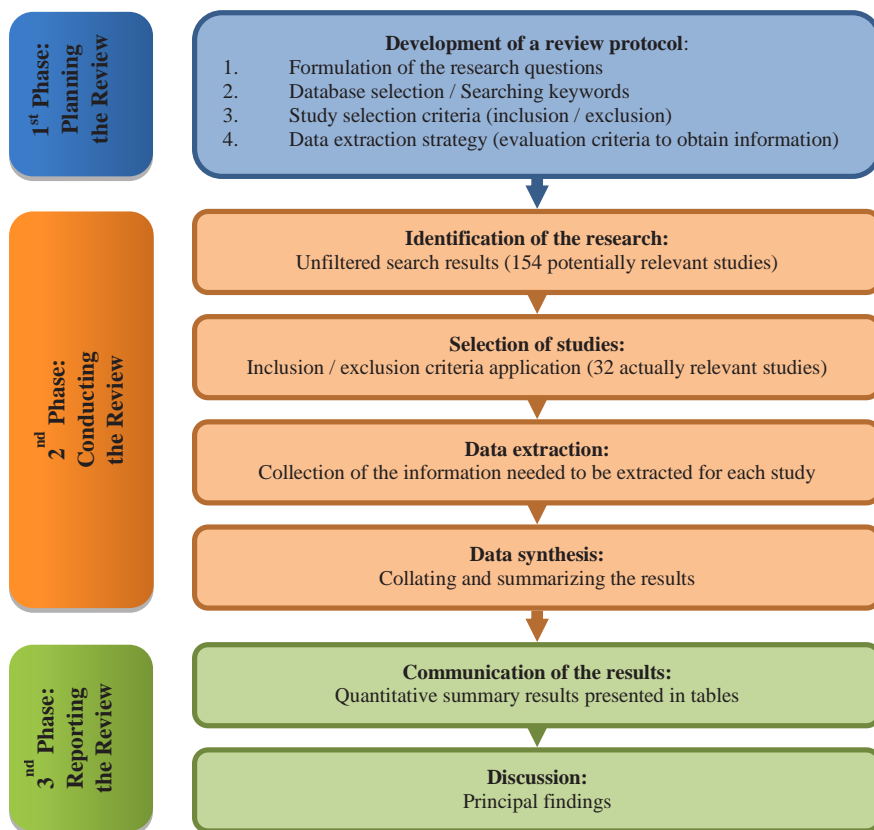 1st Phase:
Planning
the Review
Development of a review protocol:
1. Formulation of the research questions
2. Database selection / Searching keywords
3. Study selection criteria (inclusion / exclusion)
4. Data extraction strategy (evaluation criteria to obtain information)
2nd Phase:
Conducting
the Review
Identification of the research:
Unfiltered search results (154 potentially relevant studies)
Selection of studies:
Inclusion / exclusion criteria application (32 actually relevant studies)
Data extraction:
Collection of the information needed to be extracted for each study
Data synthesis:
Collating and summarizing the results
3nd Phase:
Reporting
the Review
Communication of the results:
Quantitative summary results presented in tables
Discussion:
Principal findings